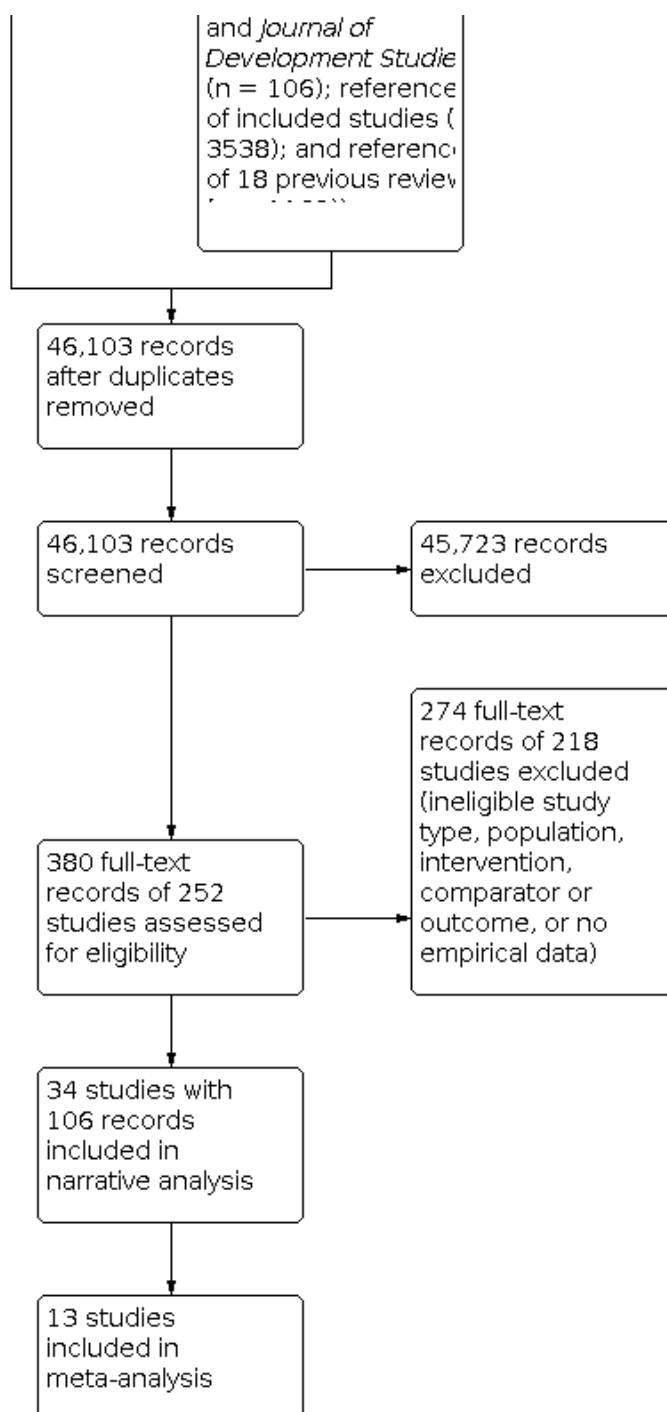 and Journal of
Development Studie
(n = 106); reference
of included studies (
3538); and referenc
of 18 previous review
46,103 records
after duplicates
removed
46,103 records
screened
45,723 records
excluded
274 full-text
records of 218
studies excluded
(ineligible study
type, population,
intervention,
comparator or
outcome, or no
empirical data)
380 full-text
records of 252
studies assessed
for eligibility
34 studies with
106 records
included in
narrative analysis
13 studies
included in
meta-analysis